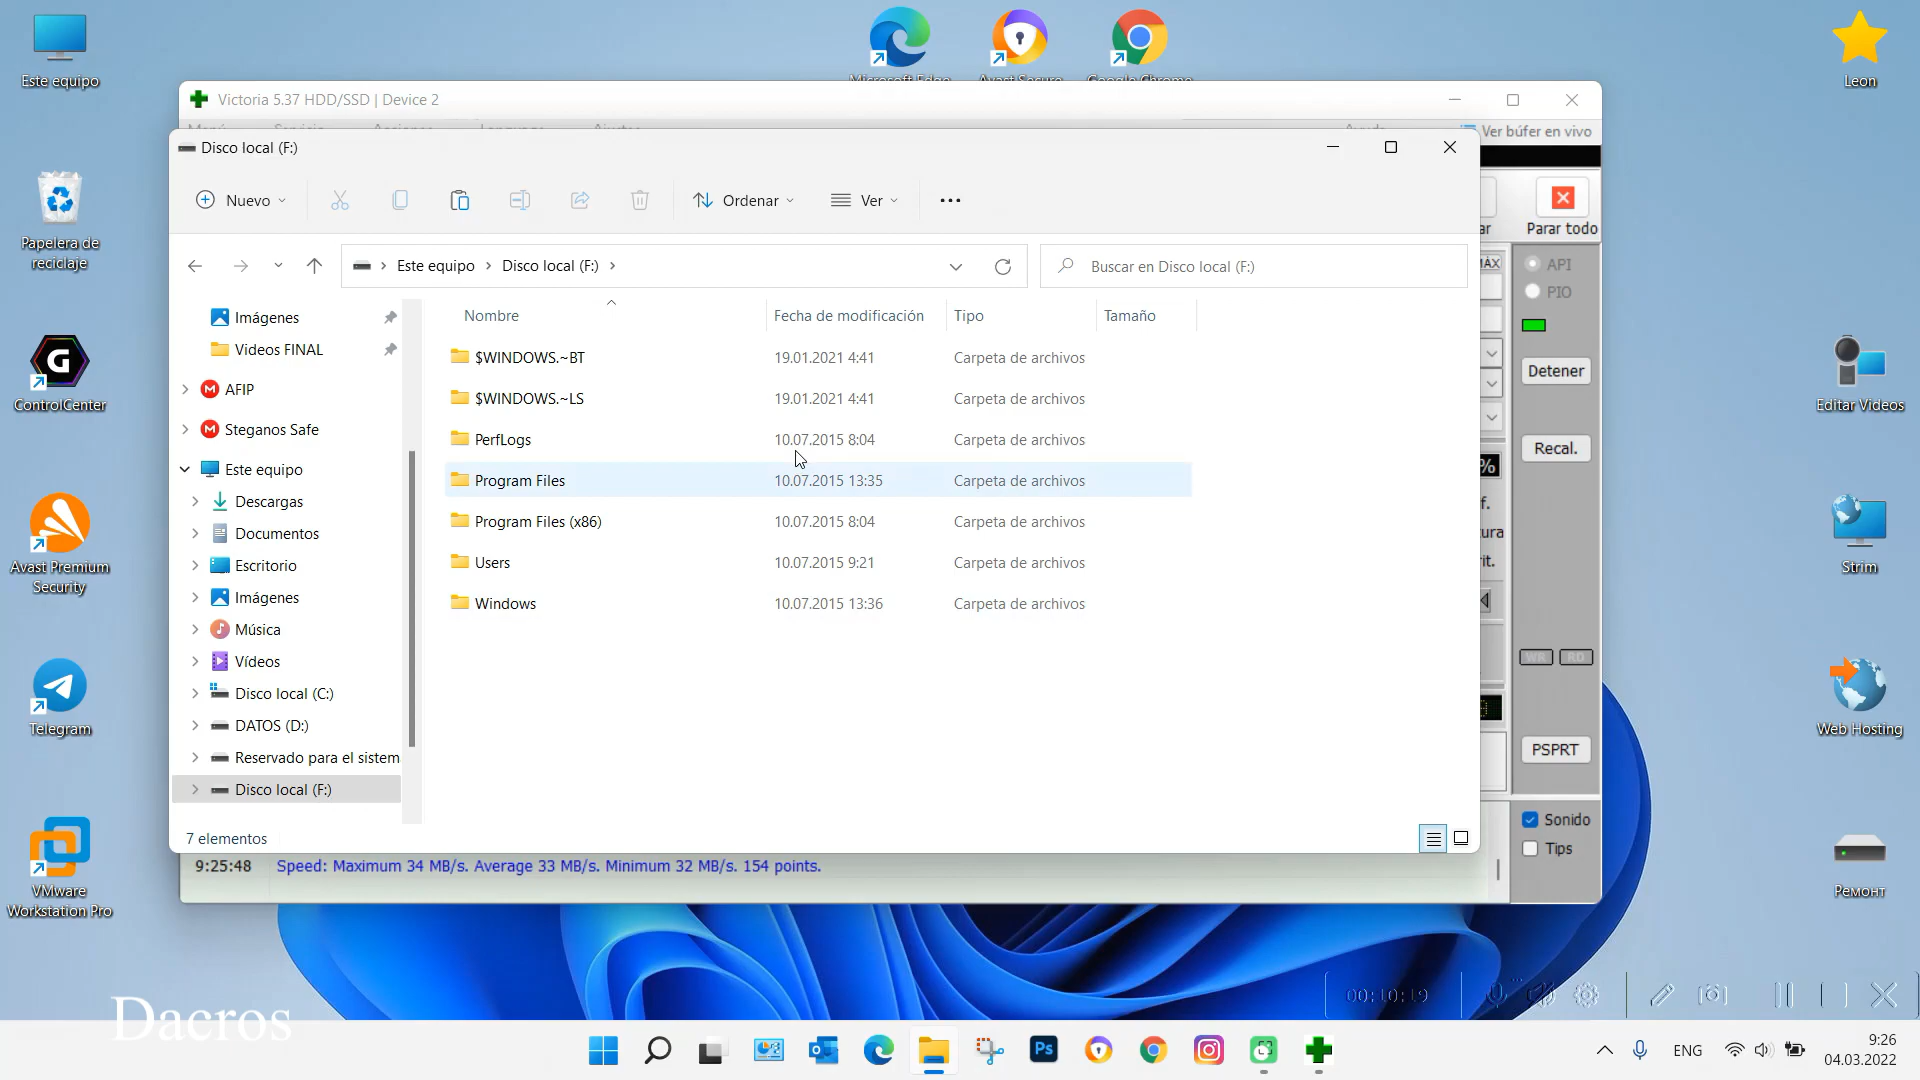 Este equipo
Microsoft Edge
Avast Secure
Google Chrome
Leon
Victoria 5.37 HDD/SSD | Device 2
Ver búfer en vivo
Disco local (F:)
Nuevo
Ordenar
Ver
Parar todo
Papelera de
reciclaje
Este equipo
Disco local (F:)
Buscar en Disco local (F:)
MÁX
API
PIO
Imágenes
Videos FINAL
Nombre
Fecha de modificación
Tipo
Tamaño
$WINDOWS.~BT 19.01.2021 4:41 Carpeta de archivos
$WINDOWS.~LS 19.01.2021 4:41 Carpeta de archivos
PerfLogs 10.07.2015 8:04 Carpeta de archivos
Program Files 10.07.2015 13:35 Carpeta de archivos
Program Files (x86) 10.07.2015 8:04 Carpeta de archivos
Users 10.07.2015 9:21 Carpeta de archivos
Windows 10.07.2015 13:36 Carpeta de archivos
AFIP
Steganos Safe
Este equipo
Descargas
Documentos
Escritorio
Imágenes
Música
Vídeos
Disco local (C:)
DATOS (D:)
Reservado para el sistem
Disco local (F:)
7 elementos
Detener
Recal.
%
WR
RD
PSPRT
Sonido
Tips
9:25:48 Speed: Maximum 34 MB/s. Average 33 MB/s. Minimum 32 MB/s. 154 points.
ControlCenter
Avast Premium
Security
Telegram
VMware
Workstation Pro
Editar Videos
Strim
Web Hosting
Ремонт
Dacros
00:10:19
Ps
ENG
9:26
04.03.2022